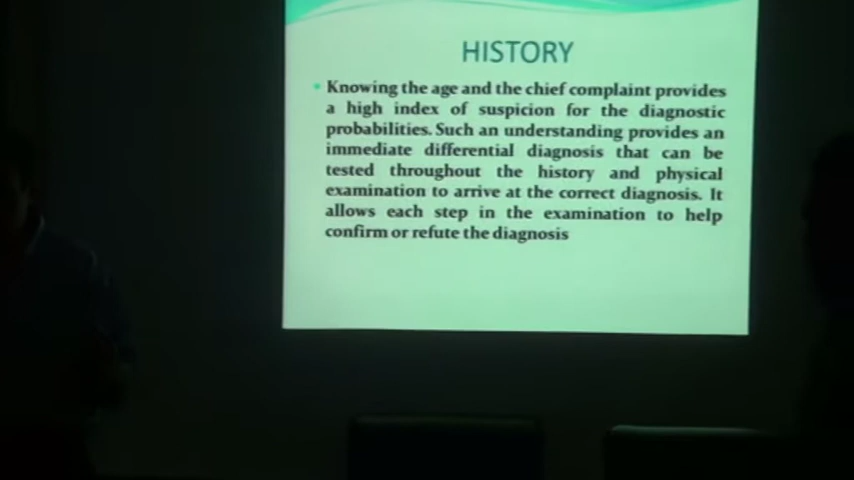 HISTORY
Knowing the age and the chief complaint provides
a high index of suspicion for the diagnostic
probabilities. Such an understanding provides an
immediate differential diagnosis that can be
tested throughout the history and physical
examination to arrive at the correct diagnosis. It
allows each step in the examination to help
confirm or refute the diagnosis